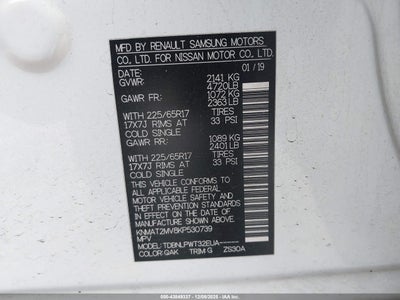 MFD BY RENAULT SAMSUNG MOTORS
CO., LTD. FOR NISSAN MOTOR CO., LTD.
DATE: 01 / 19
GVWR: 2141 KG
4720LB
GAWR FR: 1072 KG
2363 LB
WITH 225/65R17 TIRES
17X7J RIMS AT 33 PSI
COLD SINGLE
GAWR RR: 1089 KG
2401 LB
WITH 225/65R17 TIRES
17X7J RIMS AT 33 PSI
COLD SINGLE
THIS VEHICLE CONFORMS TO
ALL APPLICABLE FEDERAL
MOTOR VEHICLE SAFETY,
BUMPER, AND THEFT PREVENTION
STANDARDS IN EFFECT ON THE
DATE OF MANUFACTURE SHOWN ABOVE.
KNMAT2MV8KP530739
MPV
MODEL: TDBNLPWT32EUA-----
COLOR: QAK TRIM: G ZS30A